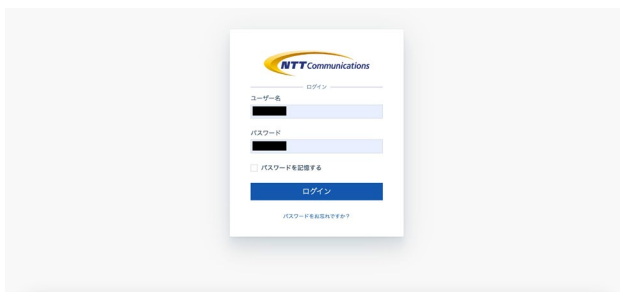 NTT Communications
ログイン
ユーザー名
パスワード
パスワードを記憶する
ログイン
パスワードをお忘れですか？